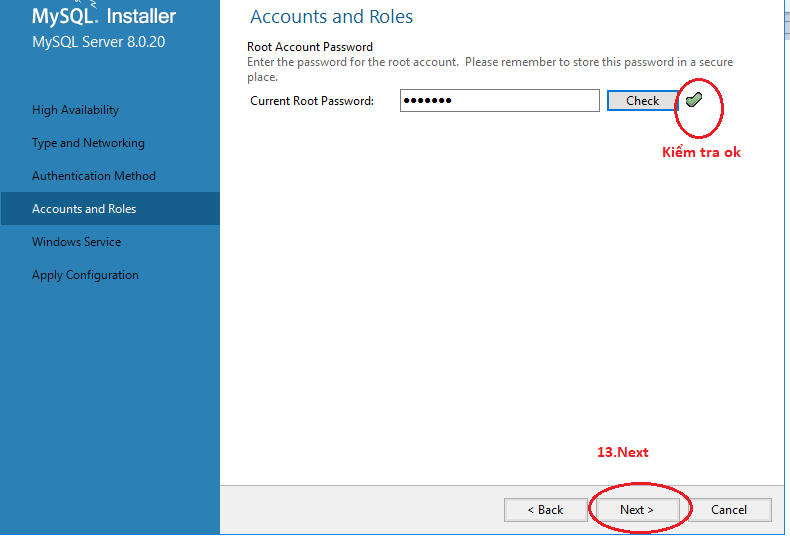 MySQL. Installer
MySQL Server 8.0.20
High Availability
Type and Networking
Authentication Method
Accounts and Roles
Windows Service
Apply Configuration
Accounts and Roles
Root Account Password
Enter the password for the root account.  Please remember to store this password in a secure
place.
Current Root Password:
●●●●●●●
Check
Kiểm tra ok
13.Next
< Back
Next >
Cancel